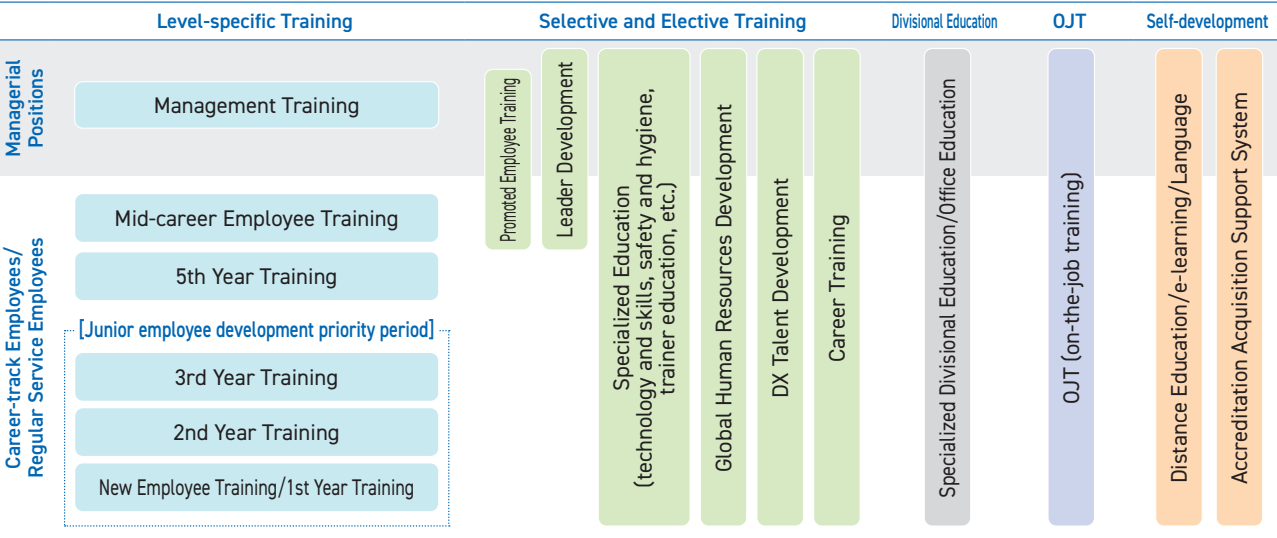 Level-specific Training
Selective and Elective Training
Divisional Education
OJT
Self-development
Managerial
Positions
Management Training
Career-track Employees/
Regular Service Employees
Mid-career Employee Training
5th Year Training
[Junior employee development priority period]
3rd Year Training
2nd Year Training
New Employee Training/1st Year Training
Promoted Employee Training
Leader Development
Specialized Education
(technology and skills, safety and hygiene,
trainer education, etc.)
Global Human Resources Development
DX Talent Development
Career Training
Specialized Divisional Education/Office Education
OJT (on-the-job training)
Distance Education/e-learning/Language
Accreditation Acquisition Support System